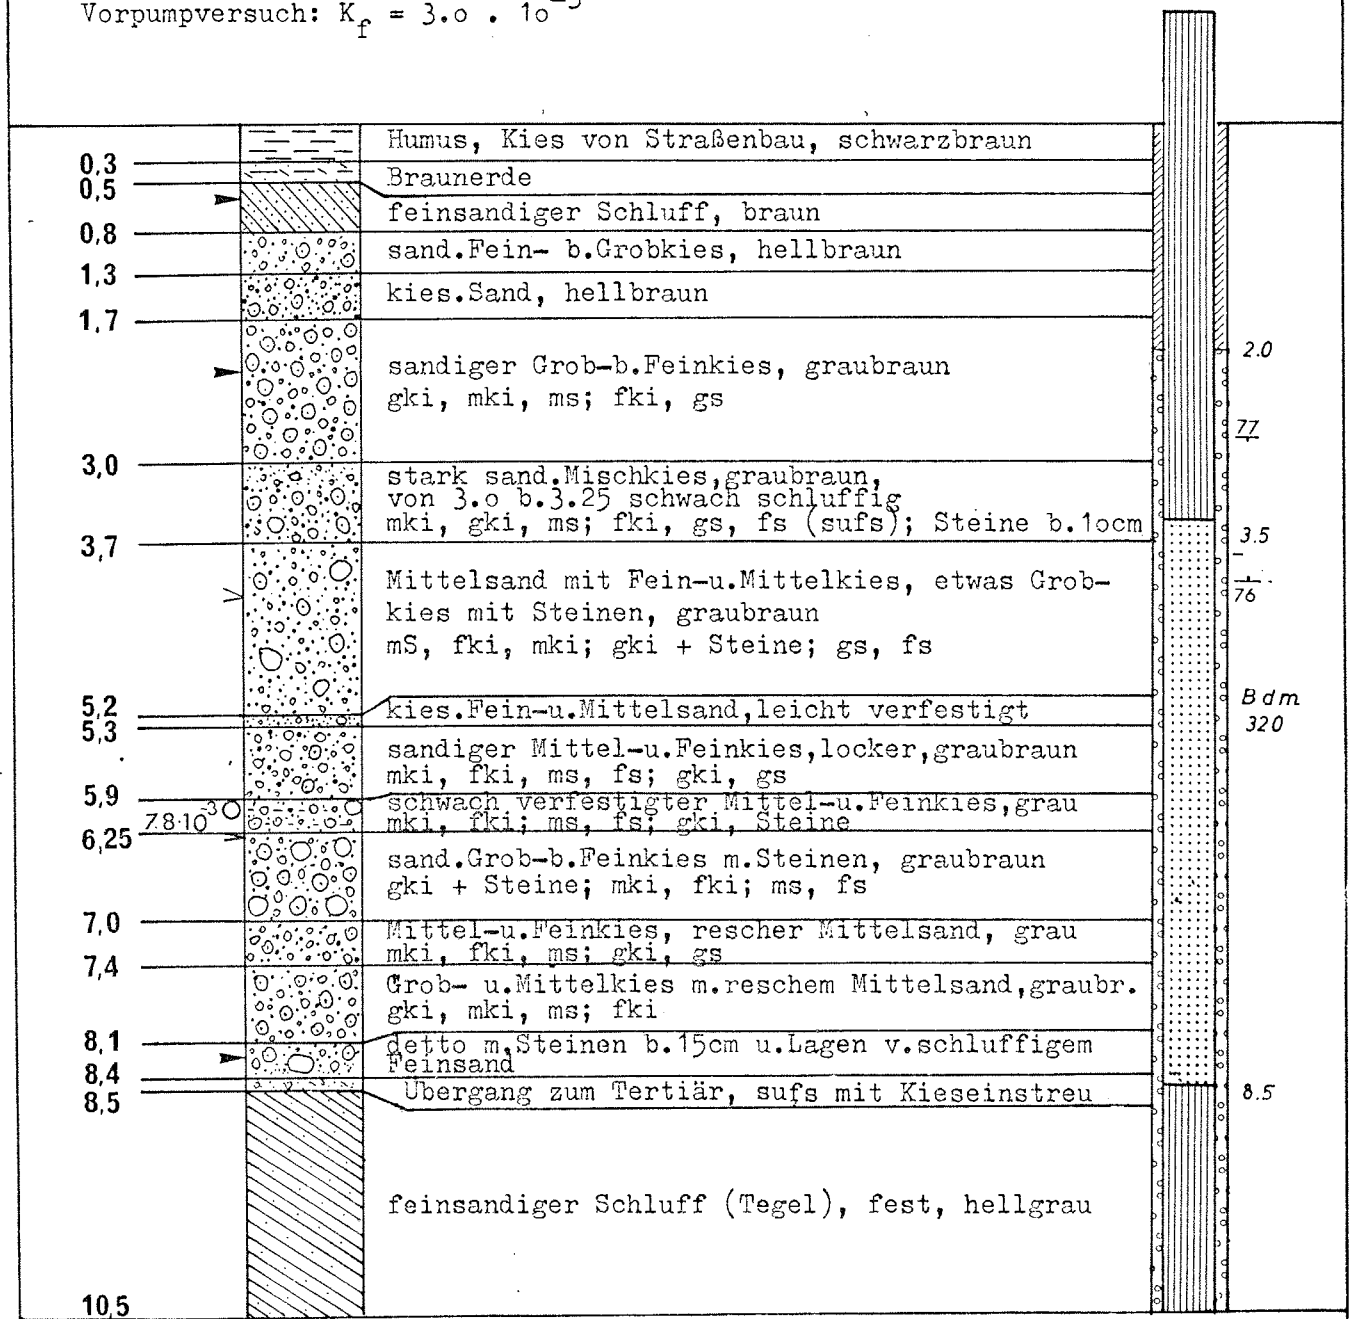 Vorpumpversuch: K_f = 3.o . 1o
Humus, Kies von Straßenbau, schwarzbraun
0,3
Braunerde
0,5
feinsandiger Schluff, braun
0,8
sand.Fein- b.Grobkies, hellbraun
1,3
kies.Sand, hellbraun
1,7
2.0
sandiger Grob-b.Feinkies, graubraun
gki, mki, ms; fki, gs
77
3,0
stark sand.Mischkies,graubraun,
von 3.o b.3.25 schwach schluffig
mki, gki, ms; fki, gs, fs (sufs); Steine b.1ocm
3.5
3,7
Mittelsand mit Fein-u.Mittelkies, etwas Grob-
76
kies mit Steinen, graubraun
mS, fki, mki; gki + Steine; gs, fs
Bdm
320
5,2
kies.Fein-u.Mittelsand,leicht verfestigt
5,3
sandiger Mittel-u.Feinkies,locker,graubraun
mki, fki, ms, fs; gki, gs
5,9
schwach verfestigter Mittel-u.Feinkies,grau
7.8·10⁻³
mki, fki; ms, fs; gki, Steine
6,25
sand.Grob-b.Feinkies m.Steinen, graubraun
gki + Steine; mki, fki; ms, fs
7,0
Mittel-u.Feinkies, rescher Mittelsand, grau
mki, fki, ms; gki, gs
7,4
Grob- u.Mittelkies m.reschem Mittelsand,graubr.
gki, mki, ms; fki
8,1
detto m.Steinen b.15cm u.Lagen v.schluffigem
Feinsand
8,4
Übergang zum Tertiär, sufs mit Kieseinstreu
8,5
8.5
feinsandiger Schluff (Tegel), fest, hellgrau
10,5